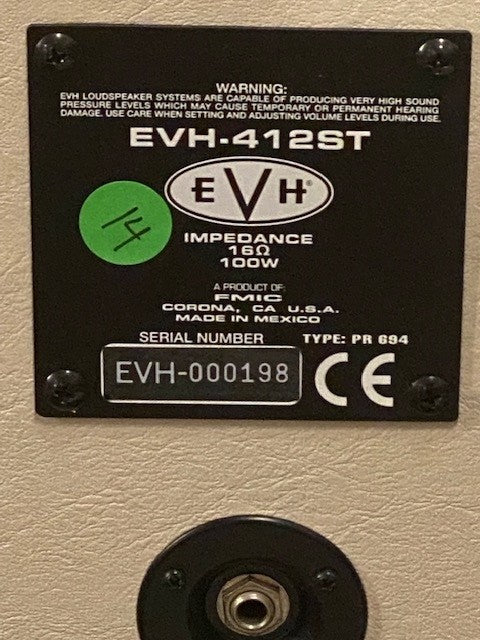 WARNING:
EVH LOUDSPEAKER SYSTEMS ARE CAPABLE OF PRODUCING VERY HIGH SOUND
PRESSURE LEVELS WHICH MAY CAUSE TEMPORARY OR PERMANENT HEARING
DAMAGE. USE CARE WHEN SETTING AND ADJUSTING VOLUME LEVELS DURING USE.
EVH-412ST
EVH®
14
IMPEDANCE
16Ω
100W
A PRODUCT OF:
FMIC
CORONA, CA U.S.A.
MADE IN MEXICO
SERIAL NUMBER TYPE: PR 694
EVH-000198 CE